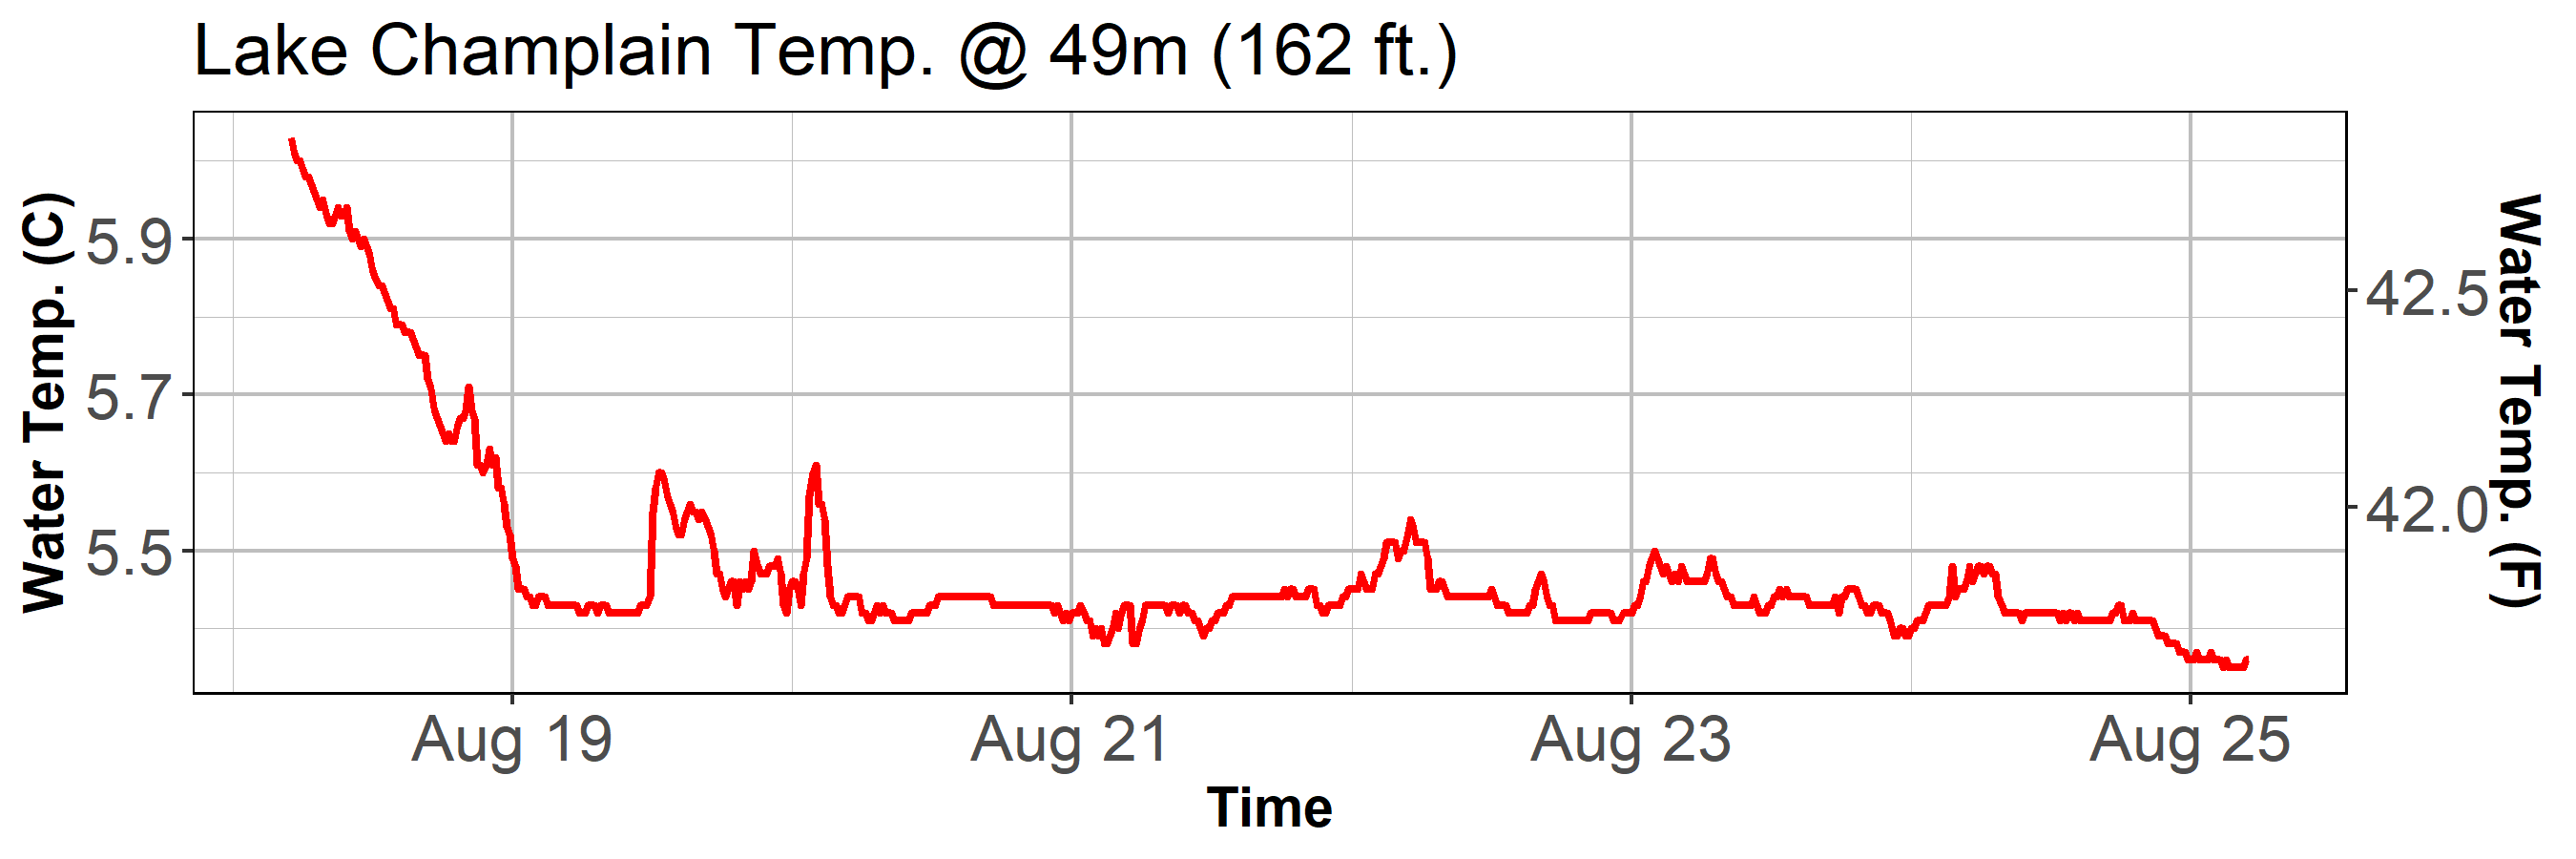 Lake Champlain Temp. @ 49m (162 ft.)
Water Temp. (C)
5.9
5.7
5.5
42.5
42.0
Water Temp. (F)
Aug 19
Aug 21
Aug 23
Aug 25
Time